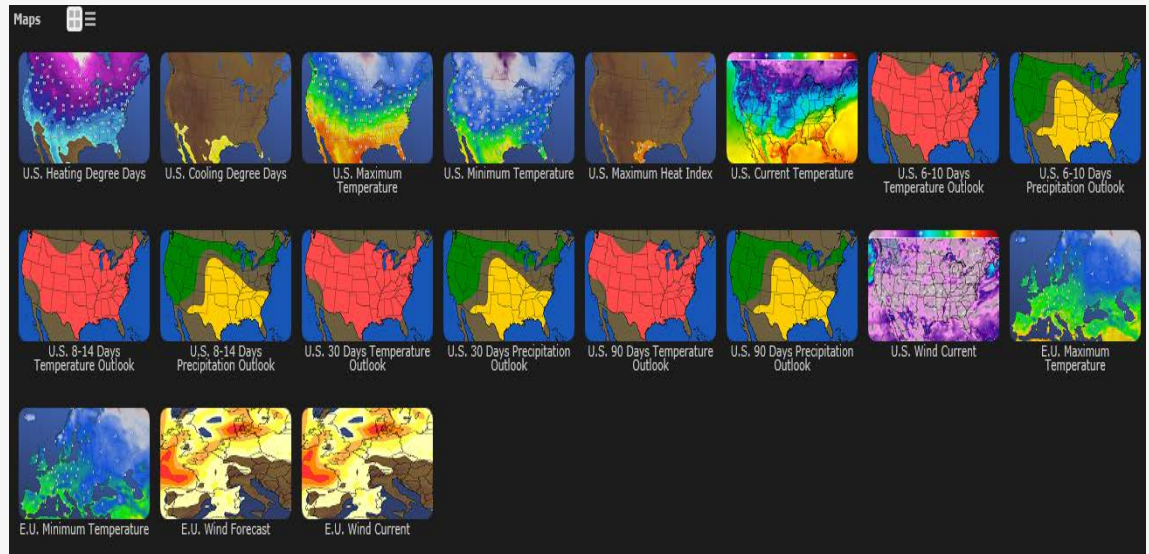 Maps
U.S. Heating Degree Days
U.S. Cooling Degree Days
U.S. Maximum
Temperature
U.S. Minimum Temperature
U.S. Maximum Heat Index
U.S. Current Temperature
U.S. 6-10 Days
Temperature Outlook
U.S. 6-10 Days
Precipitation Outlook
U.S. 8-14 Days
Temperature Outlook
U.S. 8-14 Days
Precipitation Outlook
U.S. 30 Days Temperature
Outlook
U.S. 30 Days Precipitation
Outlook
U.S. 90 Days Temperature
Outlook
U.S. 90 Days Precipitation
Outlook
U.S. Wind Current
E.U. Maximum
Temperature
E.U. Minimum Temperature
E.U. Wind Forecast
E.U. Wind Current